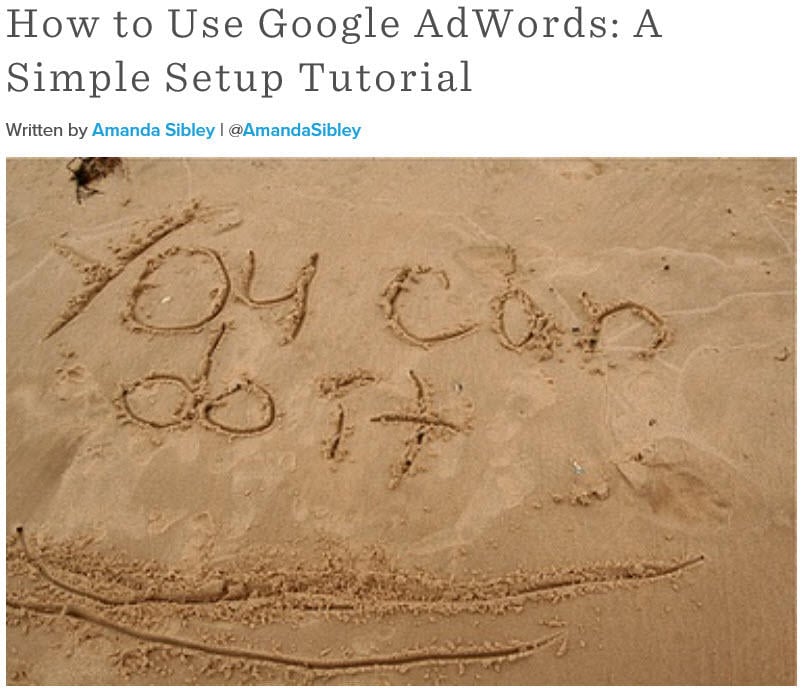 How to Use Google AdWords: A
Simple Setup Tutorial
Written by Amanda Sibley | @AmandaSibley
You can
do it